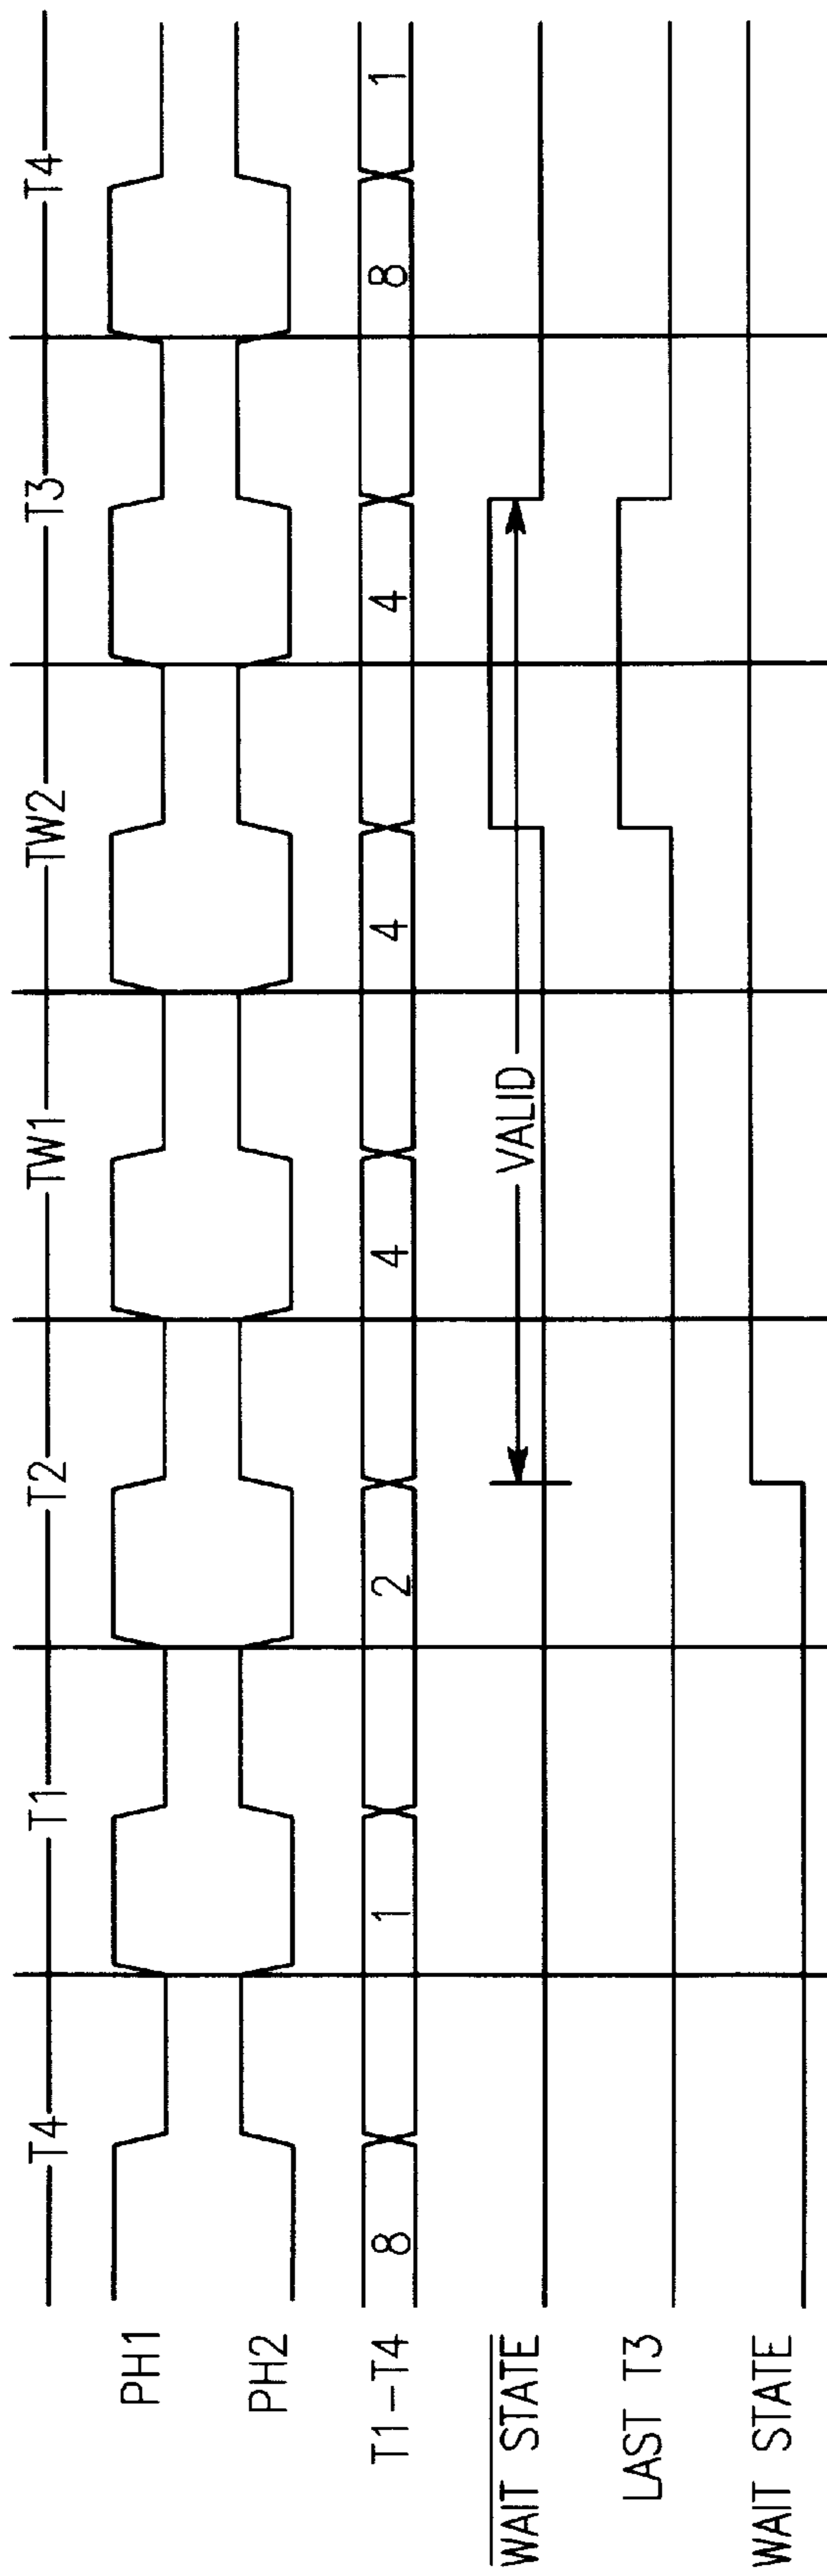 T4 T1 T2 TW1 TW2 T3 T4
PH1
PH2
T1-T4 8 1 2 4 4 4 8 1
WAIT STATE VALID
LAST T3
WAIT STATE